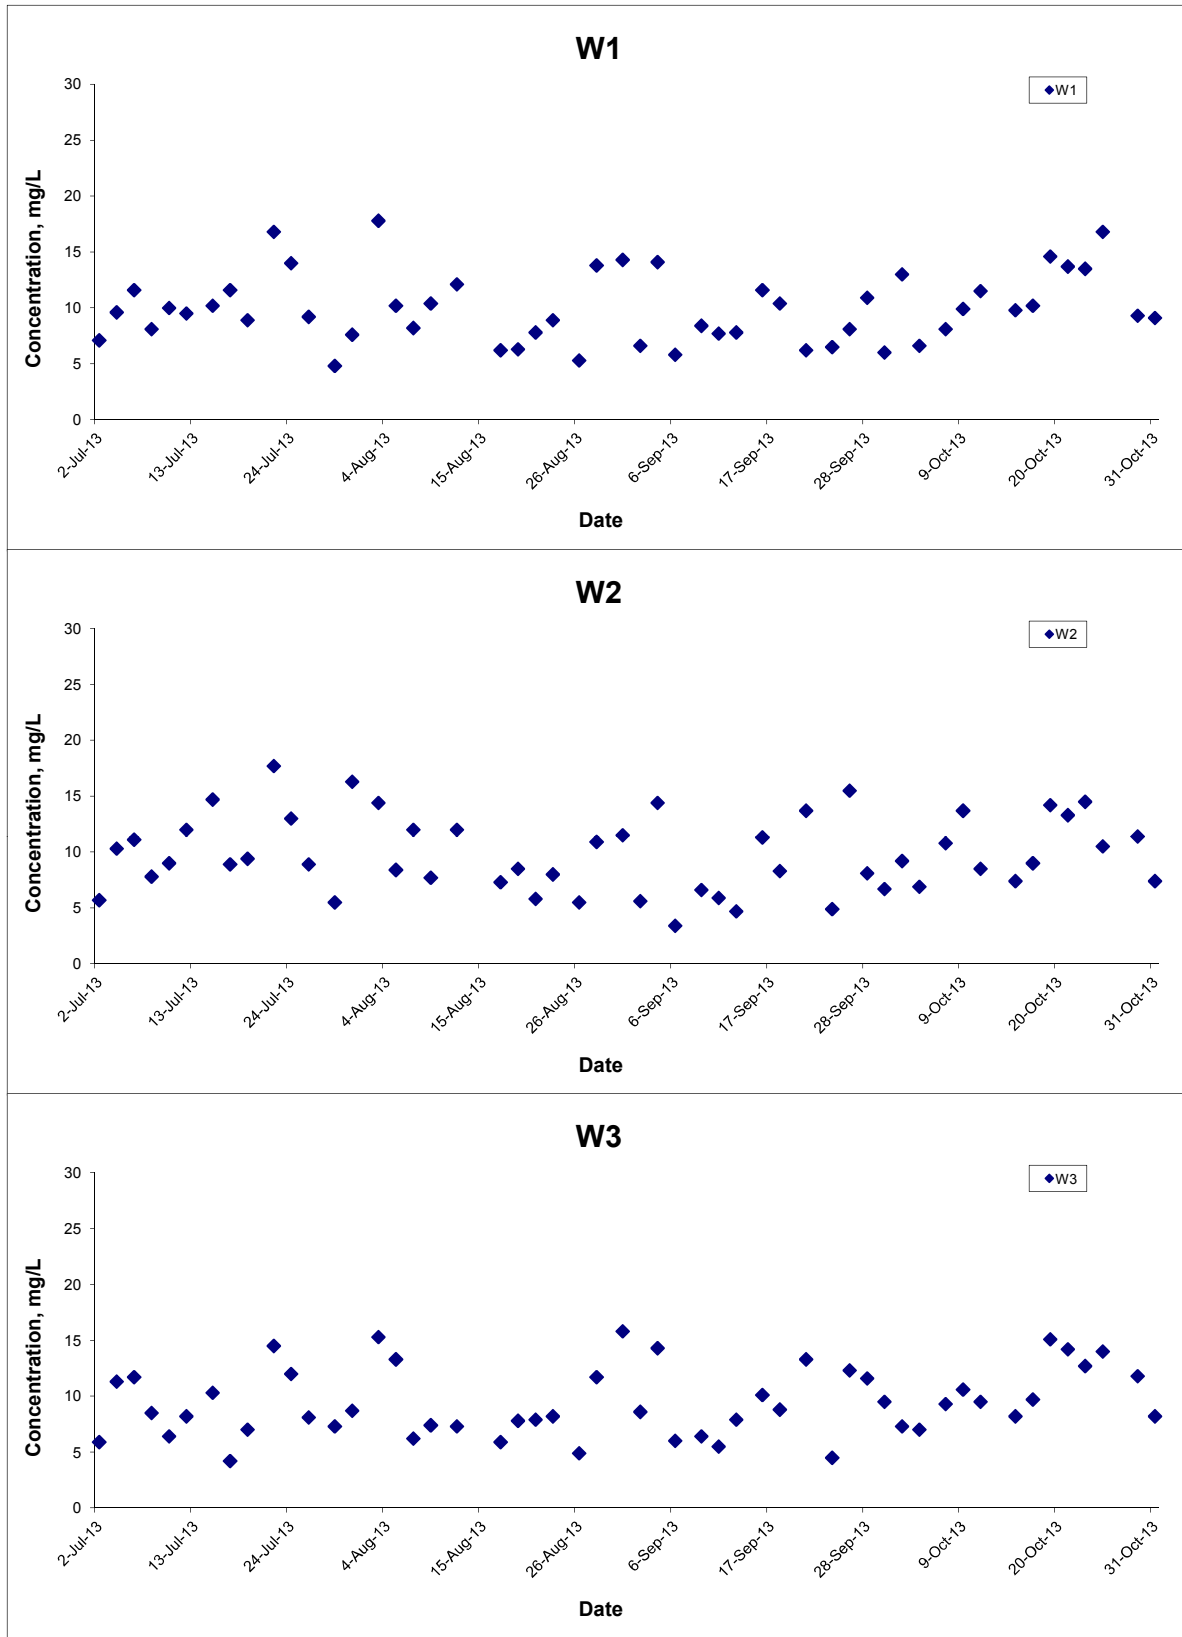 W1
W1
30
25
20
15
10
5
0
Concentration, mg/L
2-Jul-13
13-Jul-13
24-Jul-13
4-Aug-13
15-Aug-13
26-Aug-13
6-Sep-13
17-Sep-13
28-Sep-13
9-Oct-13
20-Oct-13
31-Oct-13
Date
W2
W2
30
25
20
15
10
5
0
Concentration, mg/L
2-Jul-13
13-Jul-13
24-Jul-13
4-Aug-13
15-Aug-13
26-Aug-13
6-Sep-13
17-Sep-13
28-Sep-13
9-Oct-13
20-Oct-13
31-Oct-13
Date
W3
W3
30
25
20
15
10
5
0
Concentration, mg/L
2-Jul-13
13-Jul-13
24-Jul-13
4-Aug-13
15-Aug-13
26-Aug-13
6-Sep-13
17-Sep-13
28-Sep-13
9-Oct-13
20-Oct-13
31-Oct-13
Date